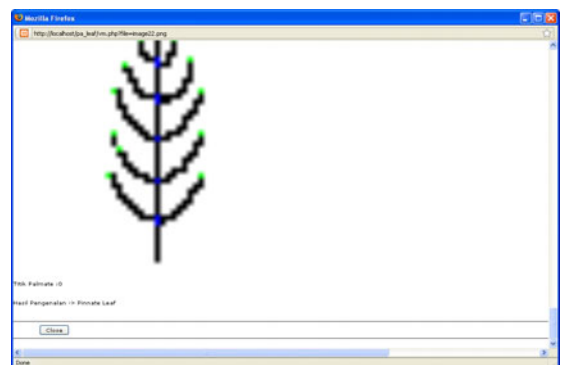 Mozilla Firefox
http://localhost/pa_leaf/vm.php?file=image22.png
Titik Palmate :0
Hasil Pengenalan -> Pinnate Leaf
Close
Done